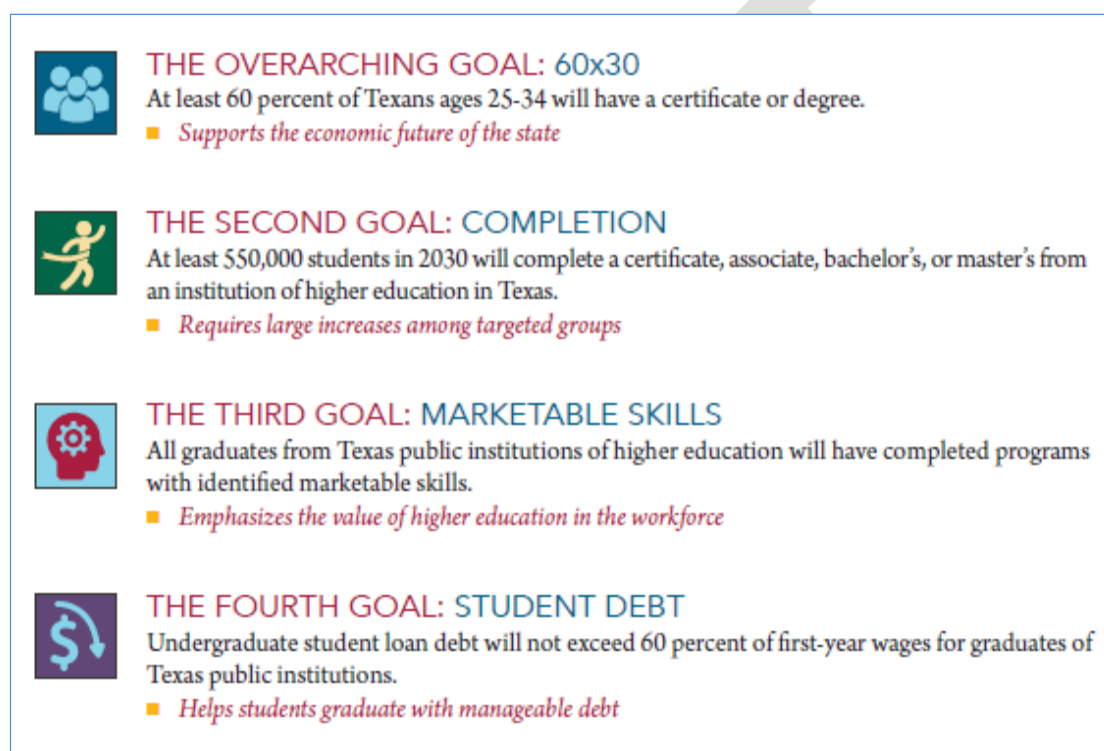 THE OVERARCHING GOAL: 60x30
At least 60 percent of Texans ages 25-34 will have a certificate or degree.
Supports the economic future of the state
THE SECOND GOAL: COMPLETION
At least 550,000 students in 2030 will complete a certificate, associate, bachelor's, or master's from
an institution of higher education in Texas.
Requires large increases among targeted groups
THE THIRD GOAL: MARKETABLE SKILLS
All graduates from Texas public institutions of higher education will have completed programs
with identified marketable skills.
Emphasizes the value of higher education in the workforce
$
THE FOURTH GOAL: STUDENT DEBT
Undergraduate student loan debt will not exceed 60 percent of first-year wages for graduates of
Texas public institutions.
Helps students graduate with manageable debt